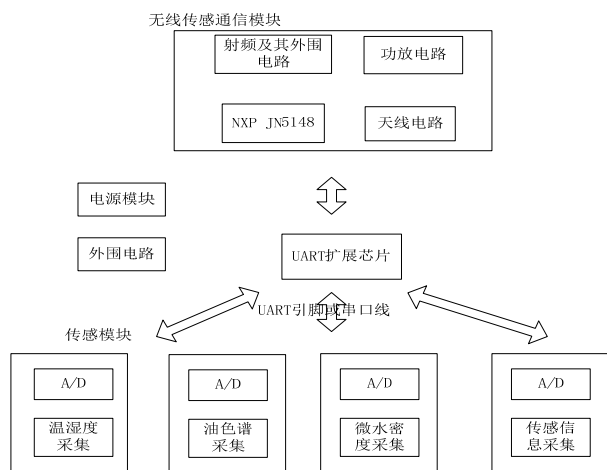 无线传感通信模块
射频及其外围
电路
功放电路
NXP JN5148
天线电路
电源模块
外围电路
UART扩展芯片
UART引脚或串口线
传感模块
A/D
A/D
A/D
A/D
温湿度
采集
油色谱
采集
微水密
度采集
传感信
息采集